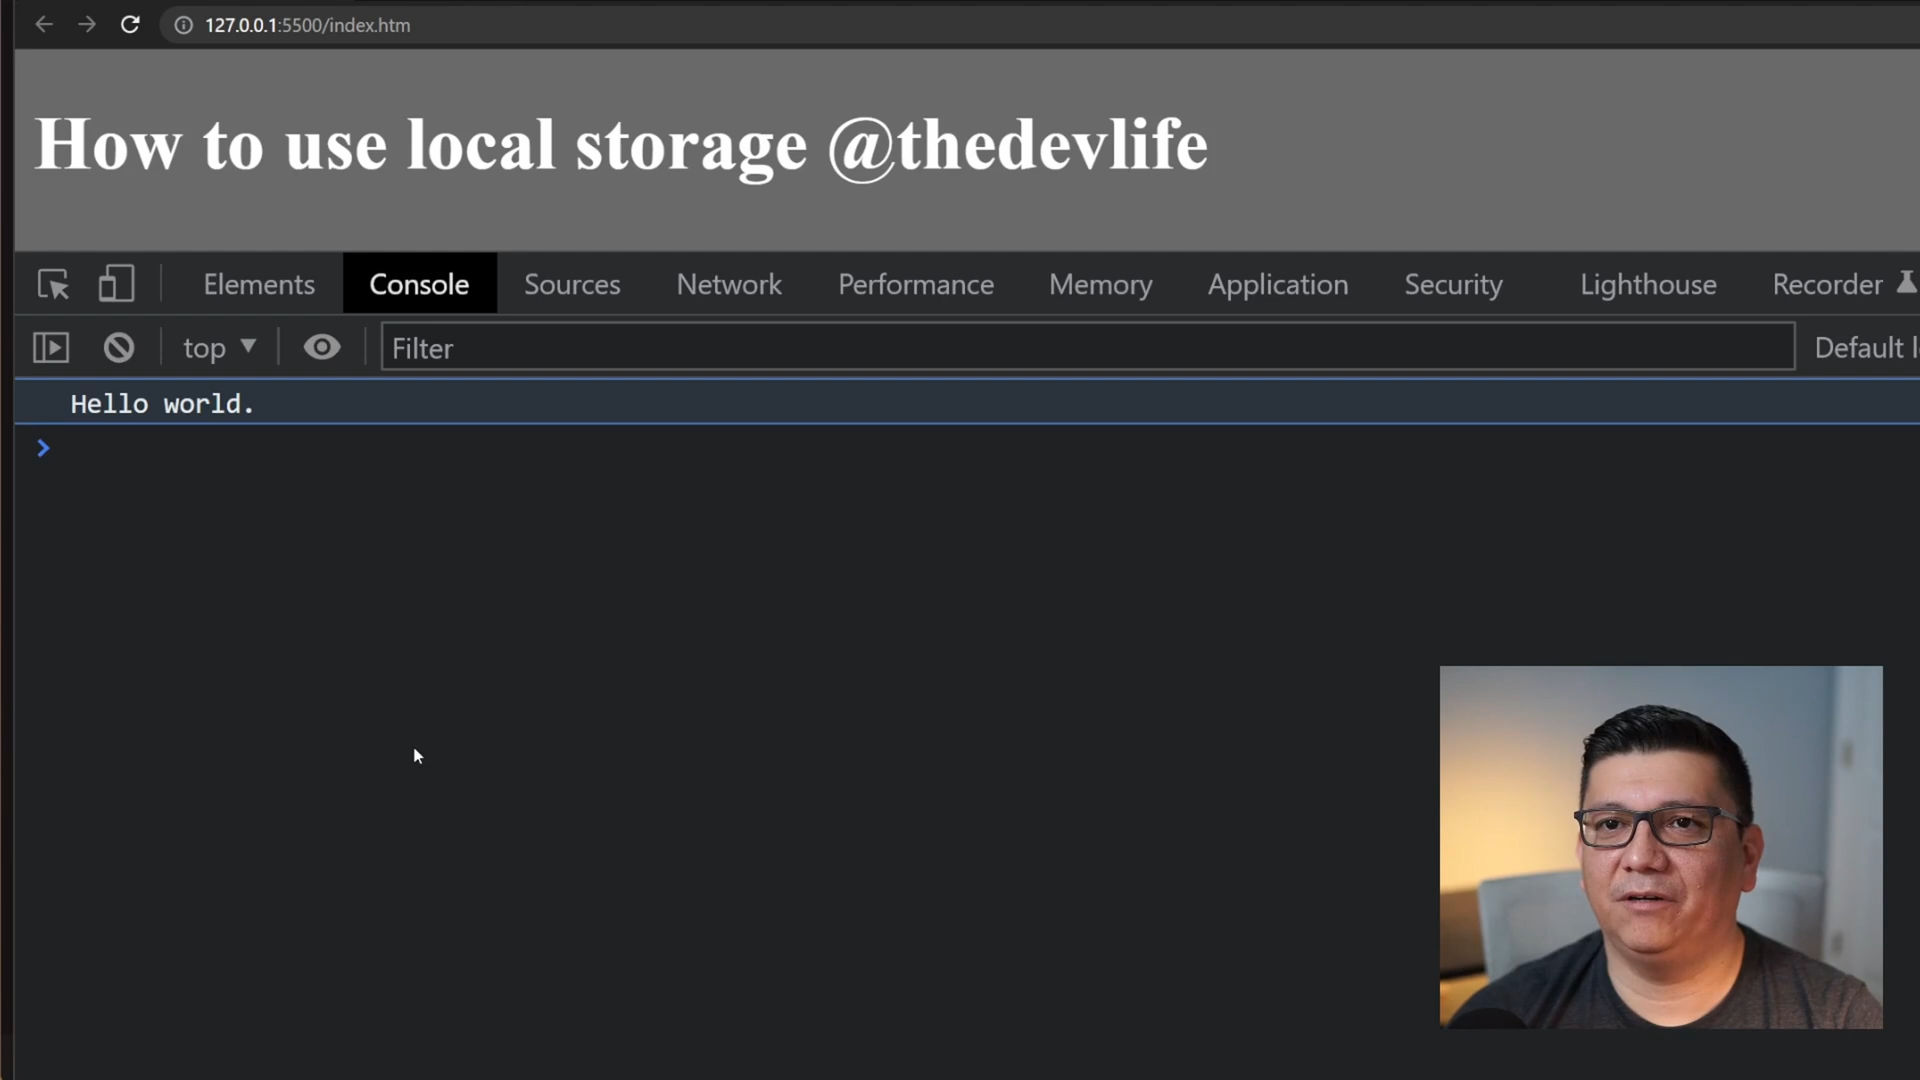 127.0.0.1:5500/index.htm
How to use local storage @thedevlife
Elements Console Sources Network Performance Memory Application Security Lighthouse Recorder
top Filter Default
Hello world.